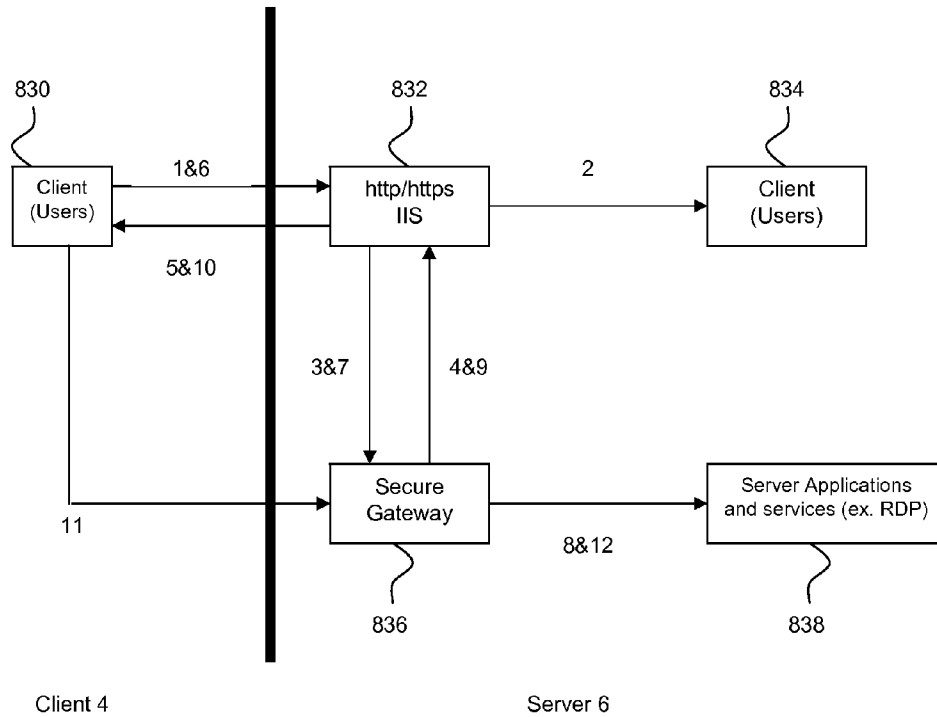 830
832
834
Client
(Users)
1&6
http/https
IIS
2
Client
(Users)
5&10
3&7
4&9
11
Secure
Gateway
8&12
Server Applications
and services (ex. RDP)
836
838
Client 4
Server 6